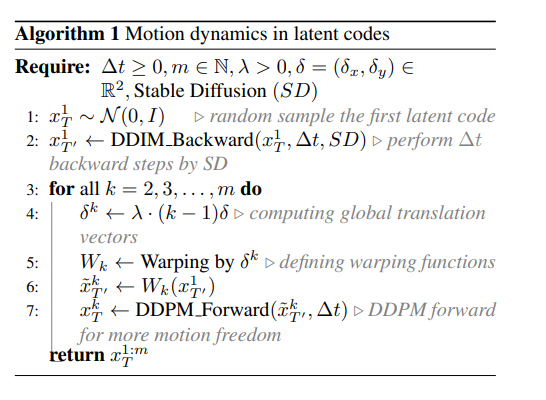 Algorithm 1 Motion dynamics in latent codes
Require: Δt ≥ 0, m ∈ ℕ, λ > 0, δ = (δ_x, δ_y) ∈
ℝ², Stable Diffusion (SD)
1: x_T^1 ∼ 𝒩(0, I) ▷ random sample the first latent code
2: x_{T′}^1 ← DDIM_Backward(x_T^1, Δt, SD) ▷ perform Δt
backward steps by SD
3: for all k = 2, 3, . . . , m do
4: δ^k ← λ · (k − 1)δ ▷ computing global translation
vectors
5: W_k ← Warping by δ^k ▷ defining warping functions
6: x̃_{T′}^k ← W_k(x_{T′}^1)
7: x_T^k ← DDPM_Forward(x̃_{T′}^k, Δt) ▷ DDPM forward
for more motion freedom
return x_T^{1:m}